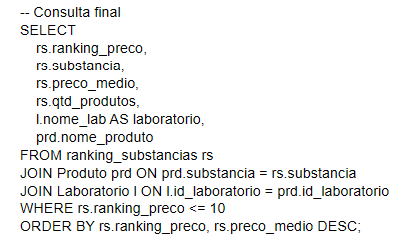 -- Consulta final
SELECT
rs.ranking_preco,
rs.substancia,
rs.preco_medio,
rs.qtd_produtos,
l.nome_lab AS laboratorio,
prd.nome_produto
FROM ranking_substancias rs
JOIN Produto prd ON prd.substancia = rs.substancia
JOIN Laboratorio l ON l.id_laboratorio = prd.id_laboratorio
WHERE rs.ranking_preco <= 10
ORDER BY rs.ranking_preco, rs.preco_medio DESC;